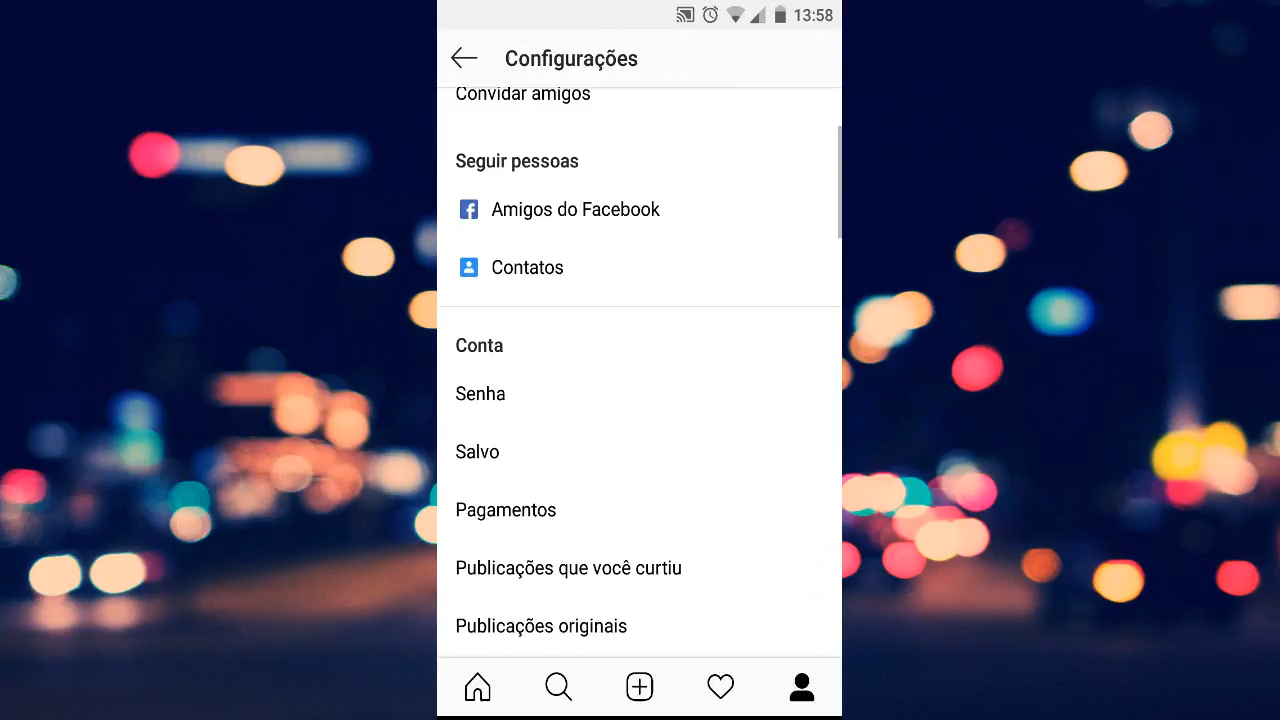 13:58
Configurações
Convidar amigos
Seguir pessoas
Amigos do Facebook
Contatos
Conta
Senha
Salvo
Pagamentos
Publicações que você curtiu
Publicações originais